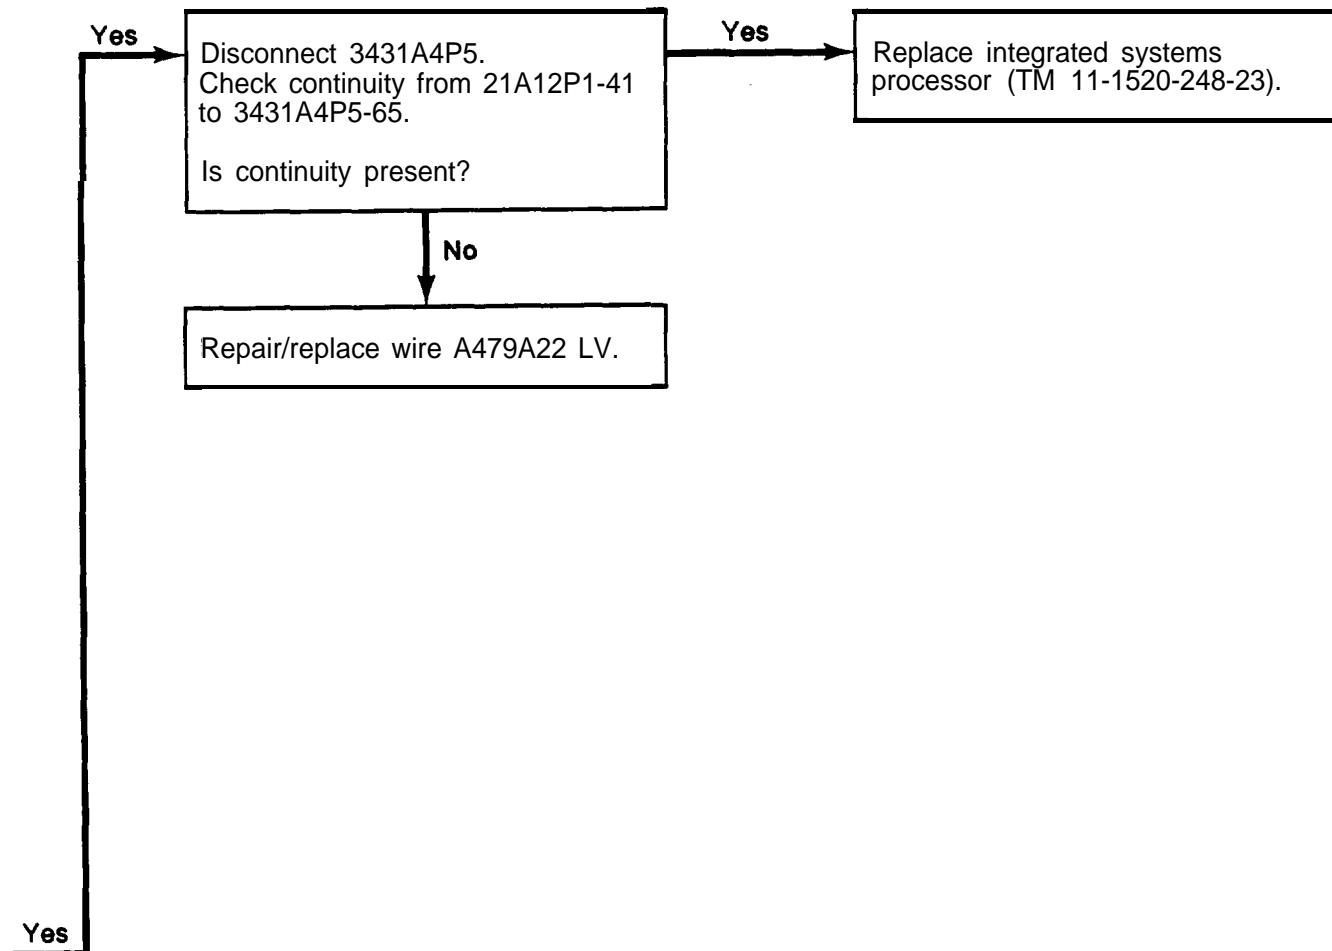 Yes
Disconnect 3431A4P5.
Check continuity from 21A12P1-41
to 3431A4P5-65.
Is continuity present?
Yes
Replace integrated systems
processor (TM 11-1520-248-23).
No
Repair/replace wire A479A22 LV.
Yes